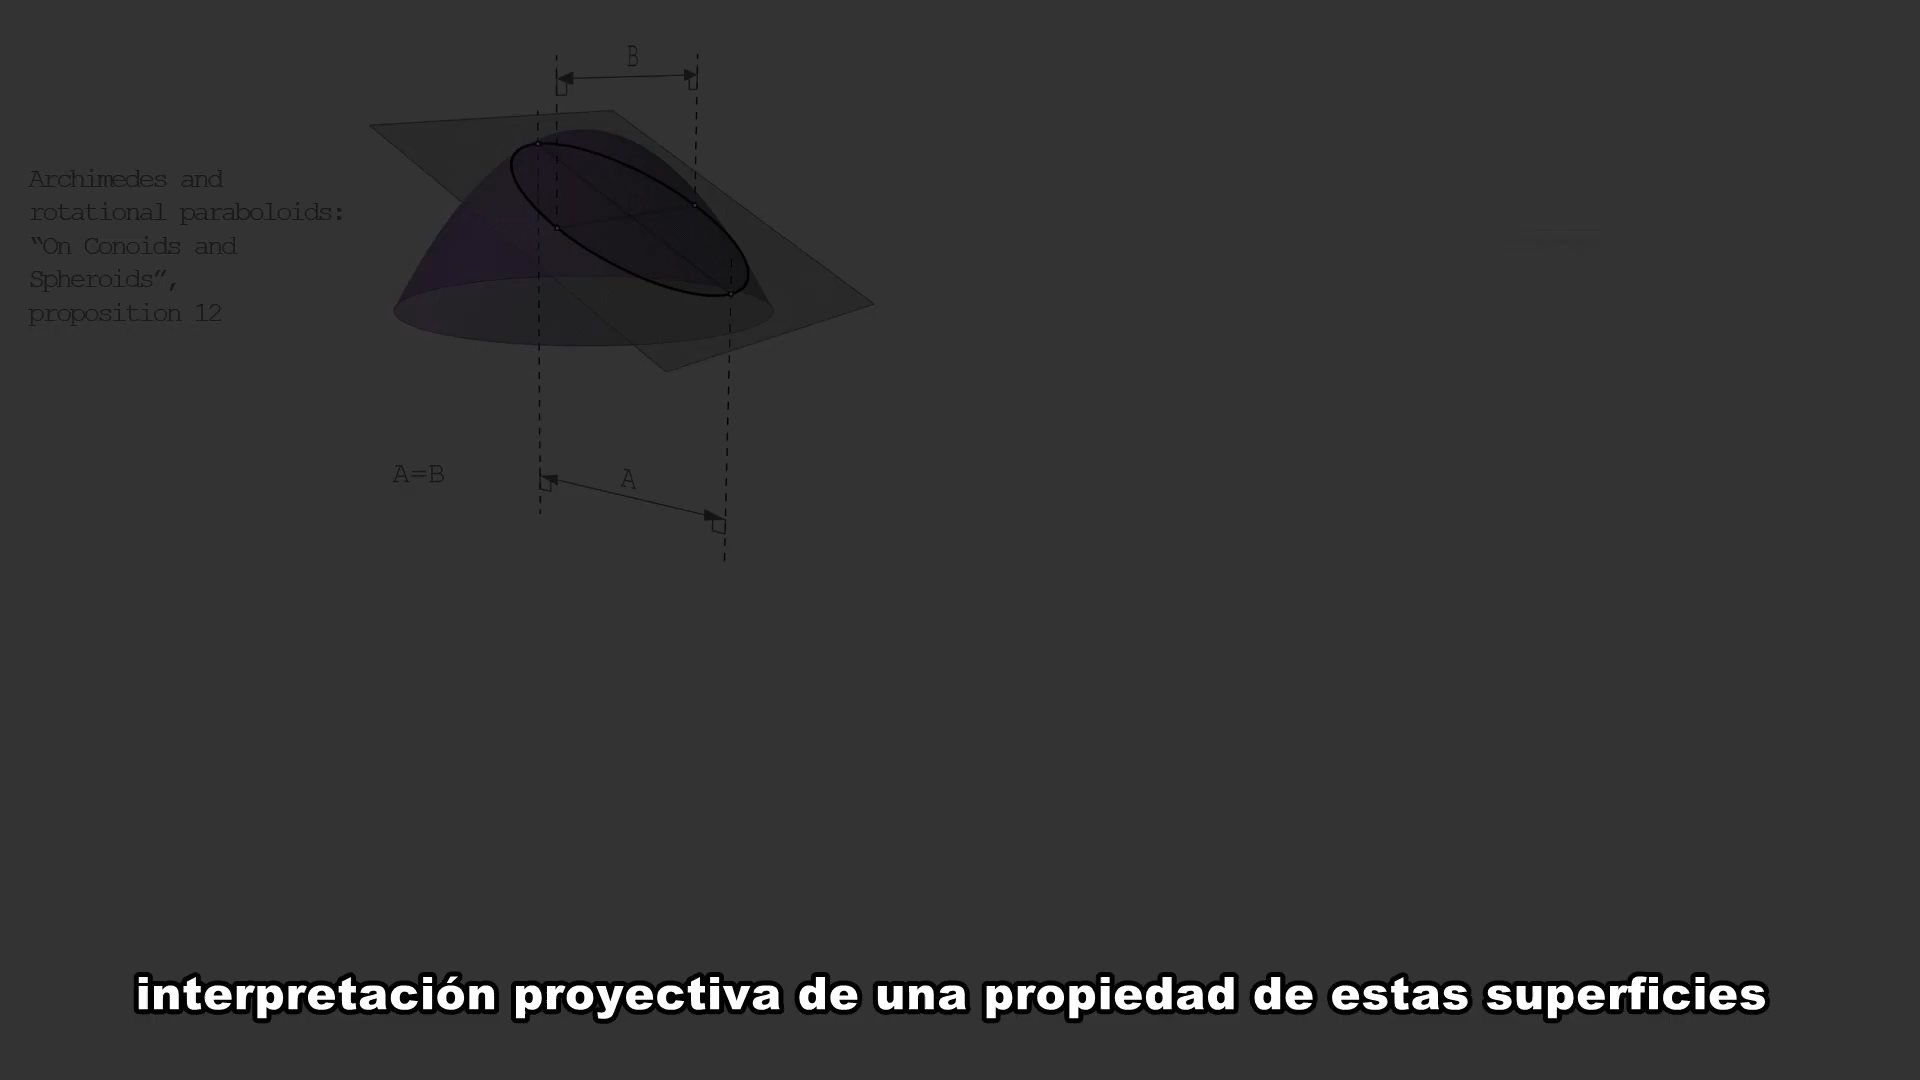 B
Archimedes and
rotational paraboloids:
“On Conoids and
Spheroids”,
proposition 12
A=B
A
interpretación proyectiva de una propiedad de estas superficies